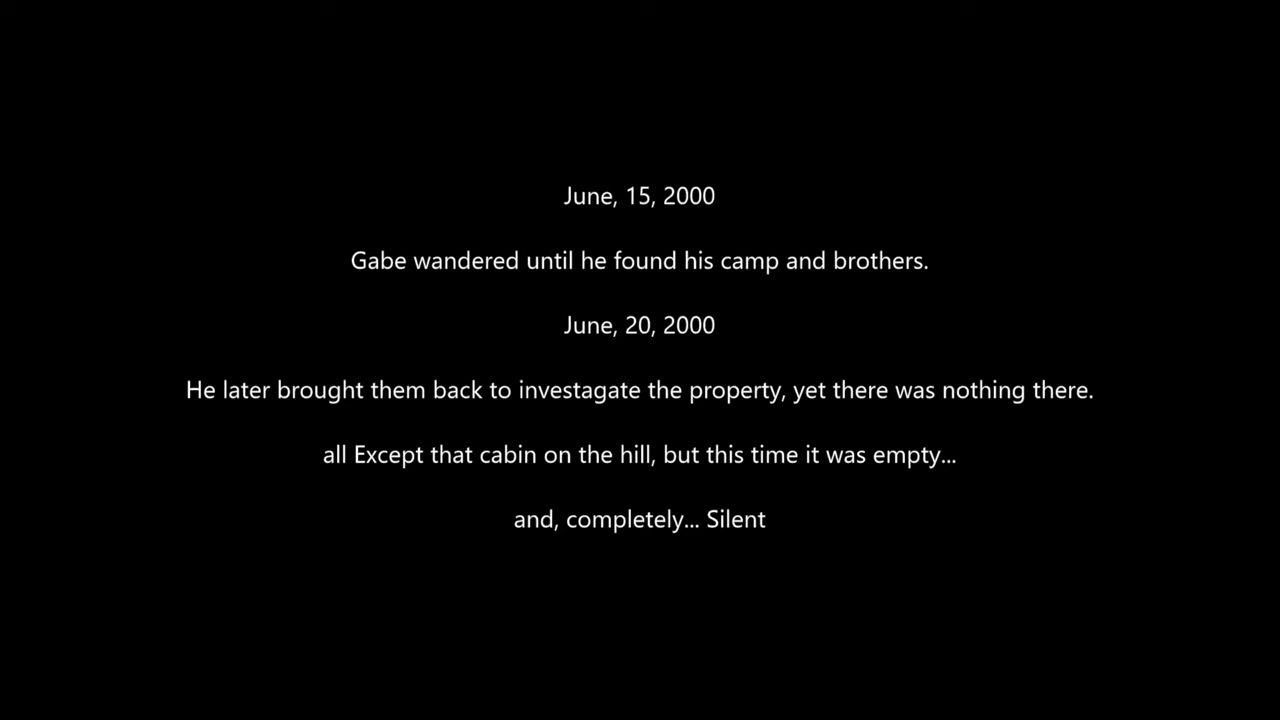 June, 15, 2000
Gabe wandered until he found his camp and brothers.
June, 20, 2000
He later brought them back to investagate the property, yet there was nothing there.
all Except that cabin on the hill, but this time it was empty...
and, completely... Silent